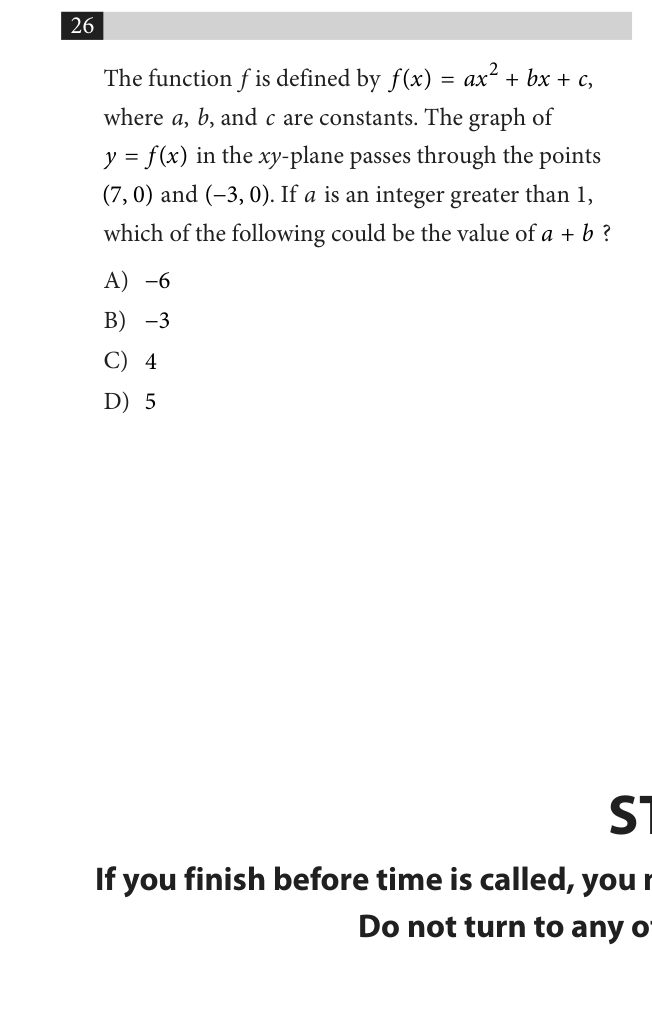 26
The function f is defined by f(x) = ax² + bx + c,
where a, b, and c are constants. The graph of
y = f(x) in the xy-plane passes through the points
(7, 0) and (−3, 0). If a is an integer greater than 1,
which of the following could be the value of a + b ?
A) −6
B) −3
C) 4
D) 5
ST
If you finish before time is called, you
Do not turn to any